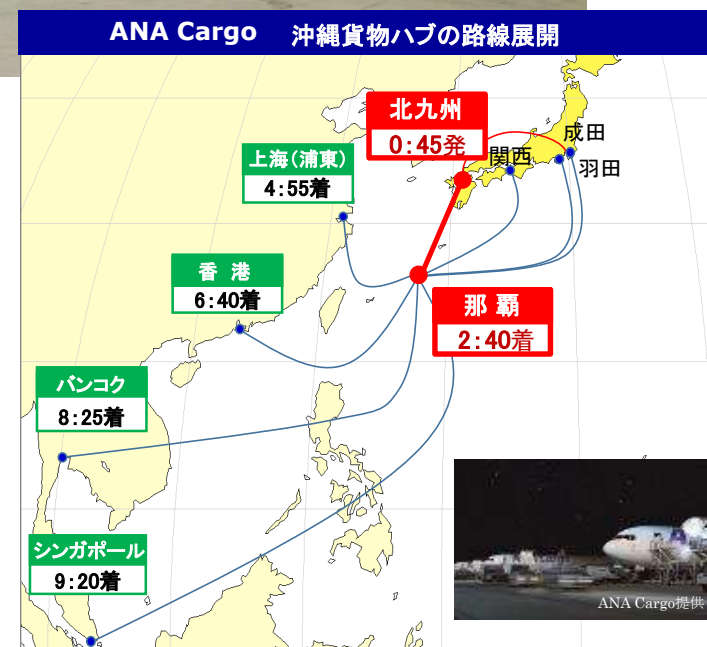 ANA Cargo 沖縄貨物ハブの路線展開
北九州
0:45発
成田
関西
羽田
上海(浦東)
4:55着
香 港
6:40着
那 覇
2:40着
バンコク
8:25着
シンガポール
9:20着
ANA Cargo提供